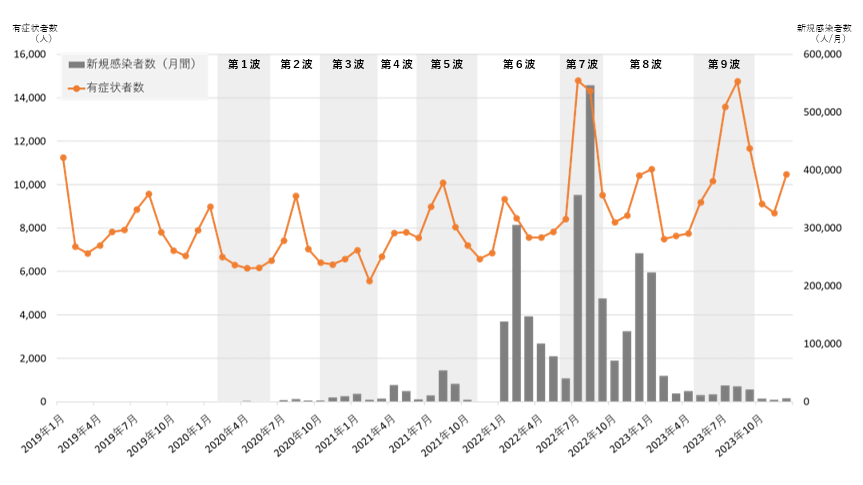 有症状者数
（人）
新規感染者数
（人/月）
16,000
14,000
12,000
10,000
8,000
6,000
4,000
2,000
0
新規感染者数（月間）
有症状者数
第１波
第２波
第３波
第４波
第５波
第６波
第７波
第８波
第９波
600,000
500,000
400,000
300,000
200,000
100,000
0
2019年1月
2019年4月
2019年7月
2019年10月
2020年1月
2020年4月
2020年7月
2020年10月
2021年1月
2021年4月
2021年7月
2021年10月
2022年1月
2022年4月
2022年7月
2022年10月
2023年1月
2023年4月
2023年7月
2023年10月